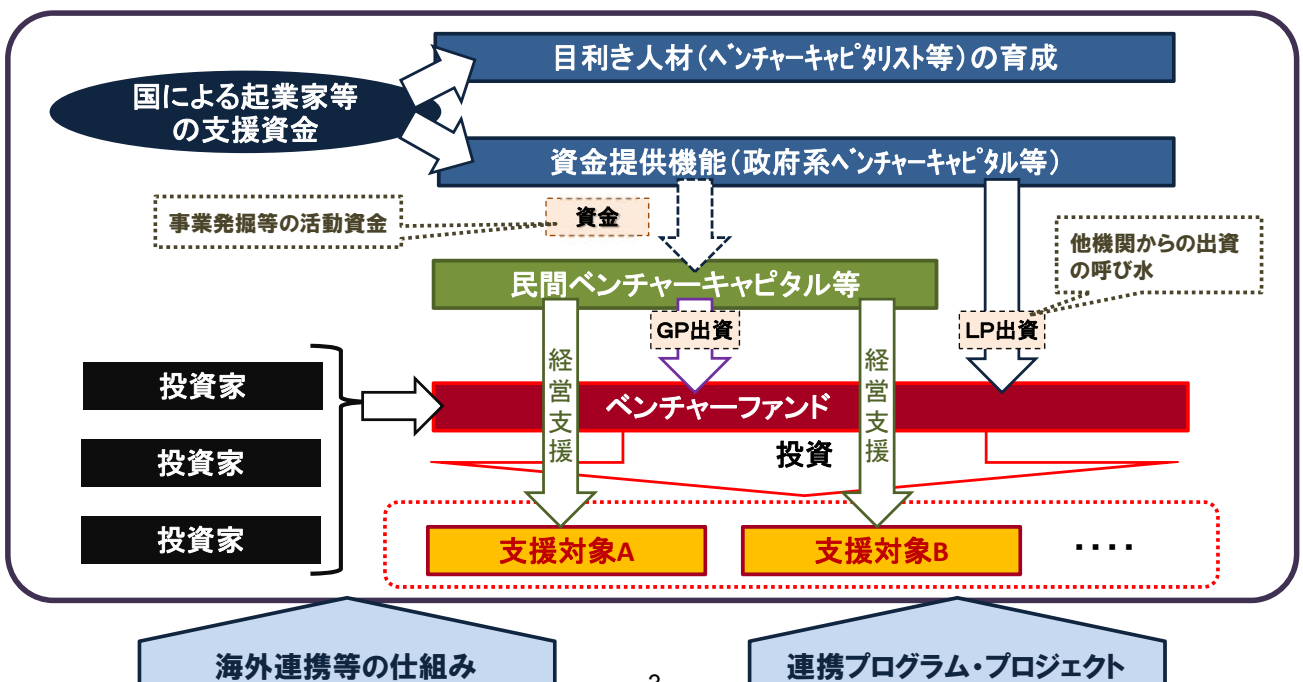 目利き人材(ﾍﾞﾝﾁｬｰｷｬﾋﾟﾀﾘｽﾄ等)の育成
国による起業家等
の支援資金
資金提供機能(政府系ﾍﾞﾝﾁｬｰｷｬﾋﾟﾀﾙ等)
事業発掘等の活動資金
資金
他機関からの出資
の呼び水
民間ベンチャーキャピタル等
GP出資
LP出資
経営支援
経営支援
投資家
投資家
投資家
ベンチャーファンド
投資
支援対象A
支援対象B
････
海外連携等の仕組み
連携プログラム・プロジェクト